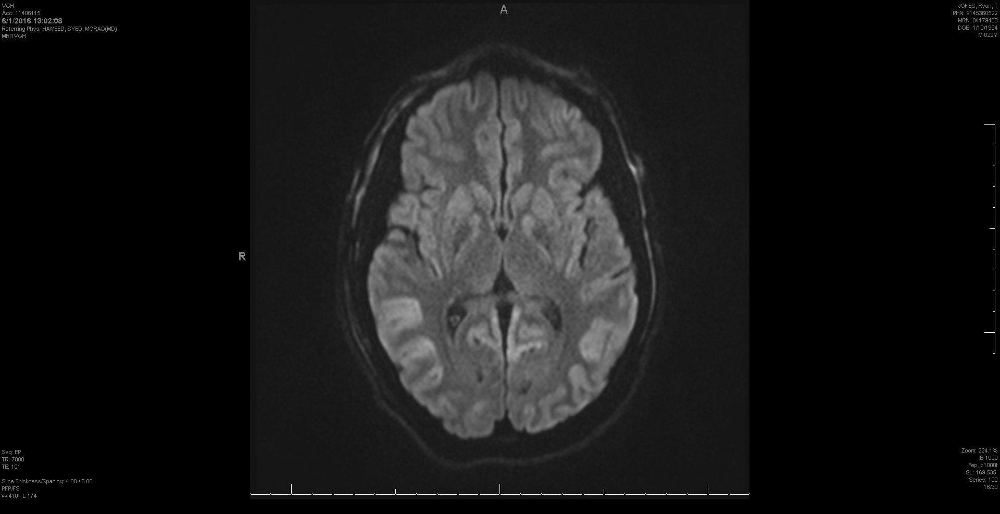 VGH
Acc: 11406115
6/1/2016 13:02:08
Referring Phys: HAMEED, SYED, MORAD(MD)
MRI1VGH
A
JONES, Ryan, T
PHN: 9145360522
MRN: 04179408
DOB: 1/10/1994
M 022Y
R
Seq: EP
TR: 7800
TE: 101
Slice Thickness/Spacing: 4.00 / 5.00
PFP/FS
W 410 : L 174
Zoom: 224.1%
B 1000
*ep_b1000t
SL: 169.535
Series: 100
16/30